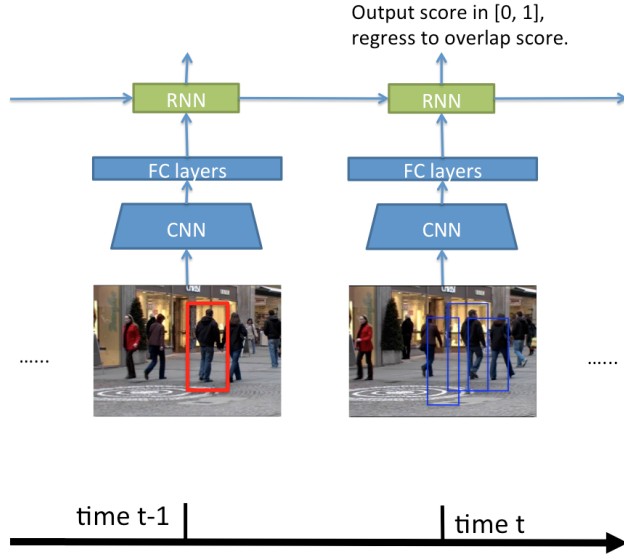 Output score in [0, 1],
regress to overlap score.
RNN
RNN
FC layers
FC layers
CNN
CNN
......
......
time t-1
time t